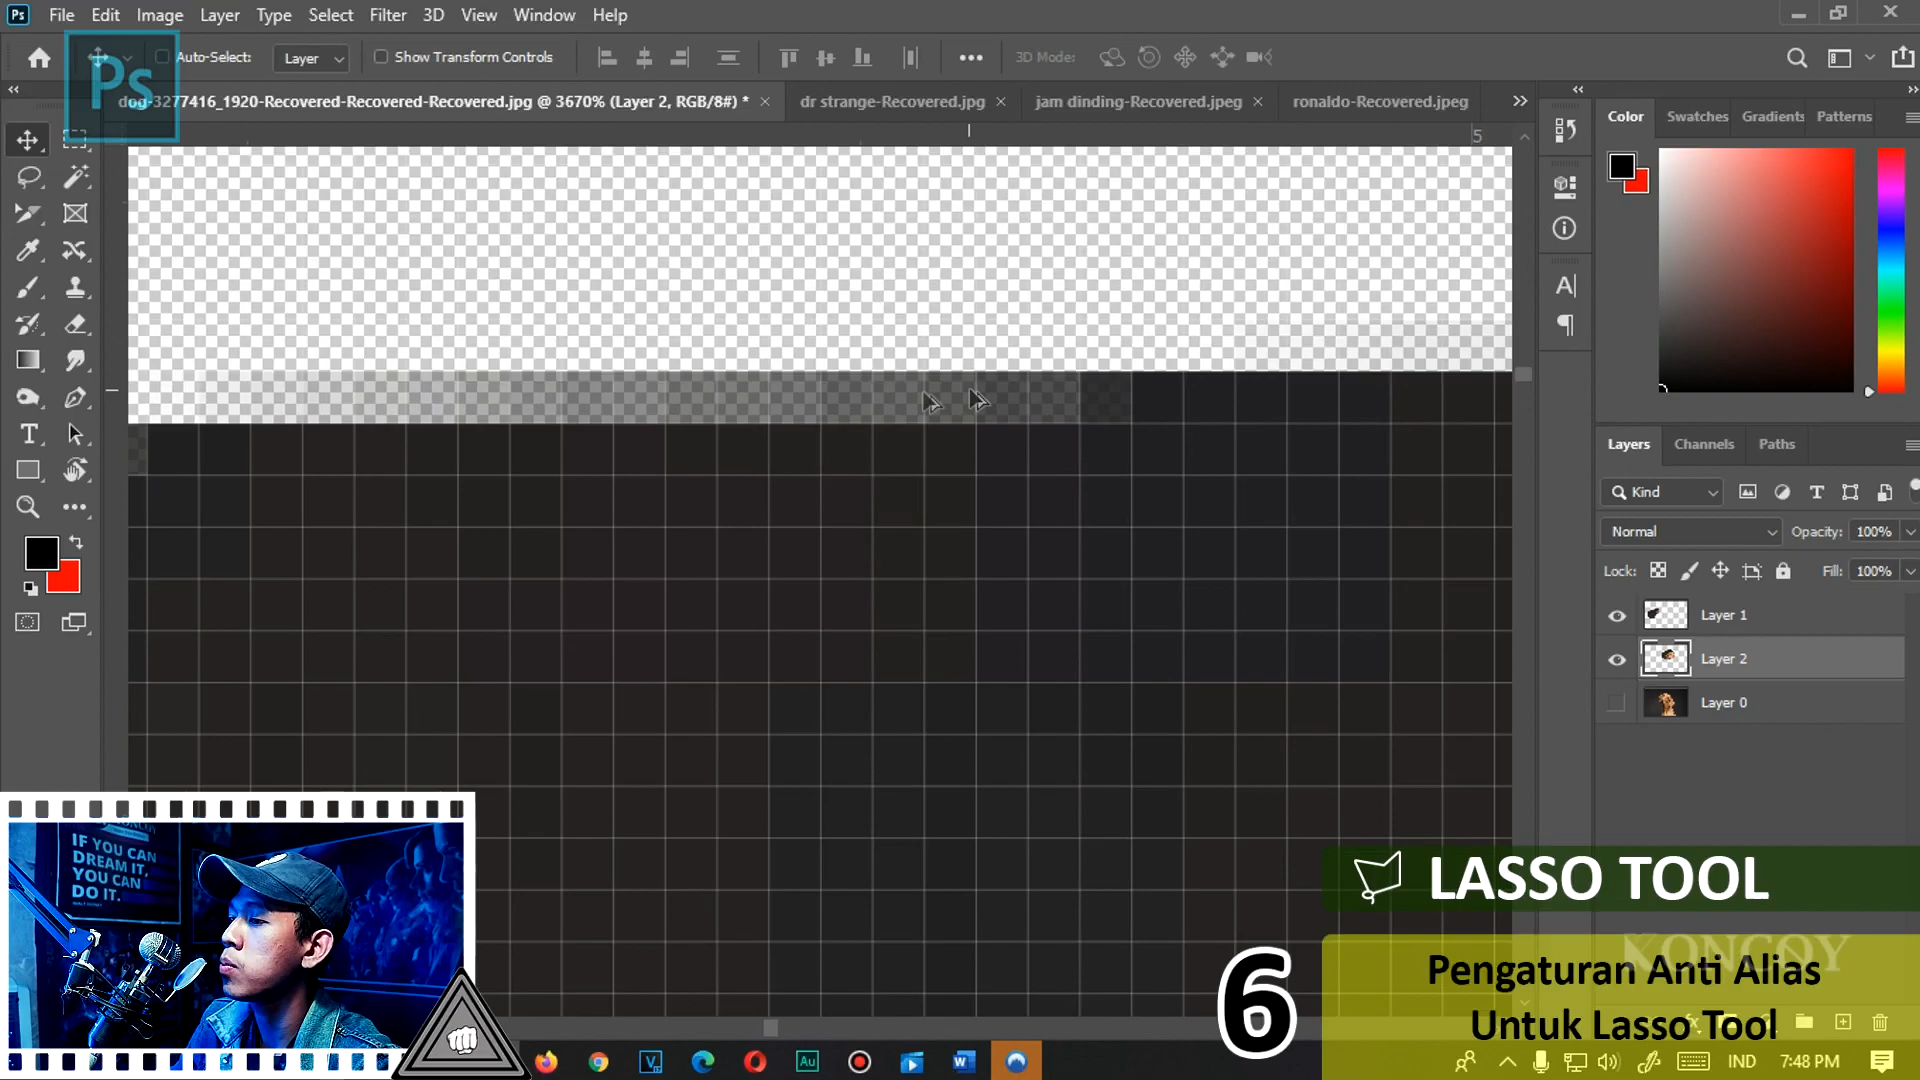 Ps File Edit Image Layer Type Select Filter 3D View Window Help
Ps
Auto-Select: Layer Show Transform Controls 3D Mode:
dog-3277416_1920-Recovered-Recovered-Recovered.jpg @ 3670% (Layer 2, RGB/8#) *
dr strange-Recovered.jpg
jam dinding-Recovered.jpeg
ronaldo-Recovered.jpeg
5
Color Swatches Gradients Patterns
Layers Channels Paths
Kind
Normal Opacity: 100%
Lock: Fill: 100%
Layer 1
Layer 2
Layer 0
IF YOU CAN
DREAM IT,
YOU CAN
DO IT.
LASSO TOOL
KONCOY
6
Pengaturan Anti Alias
Untuk Lasso Tool
Au
IND 7:48 PM